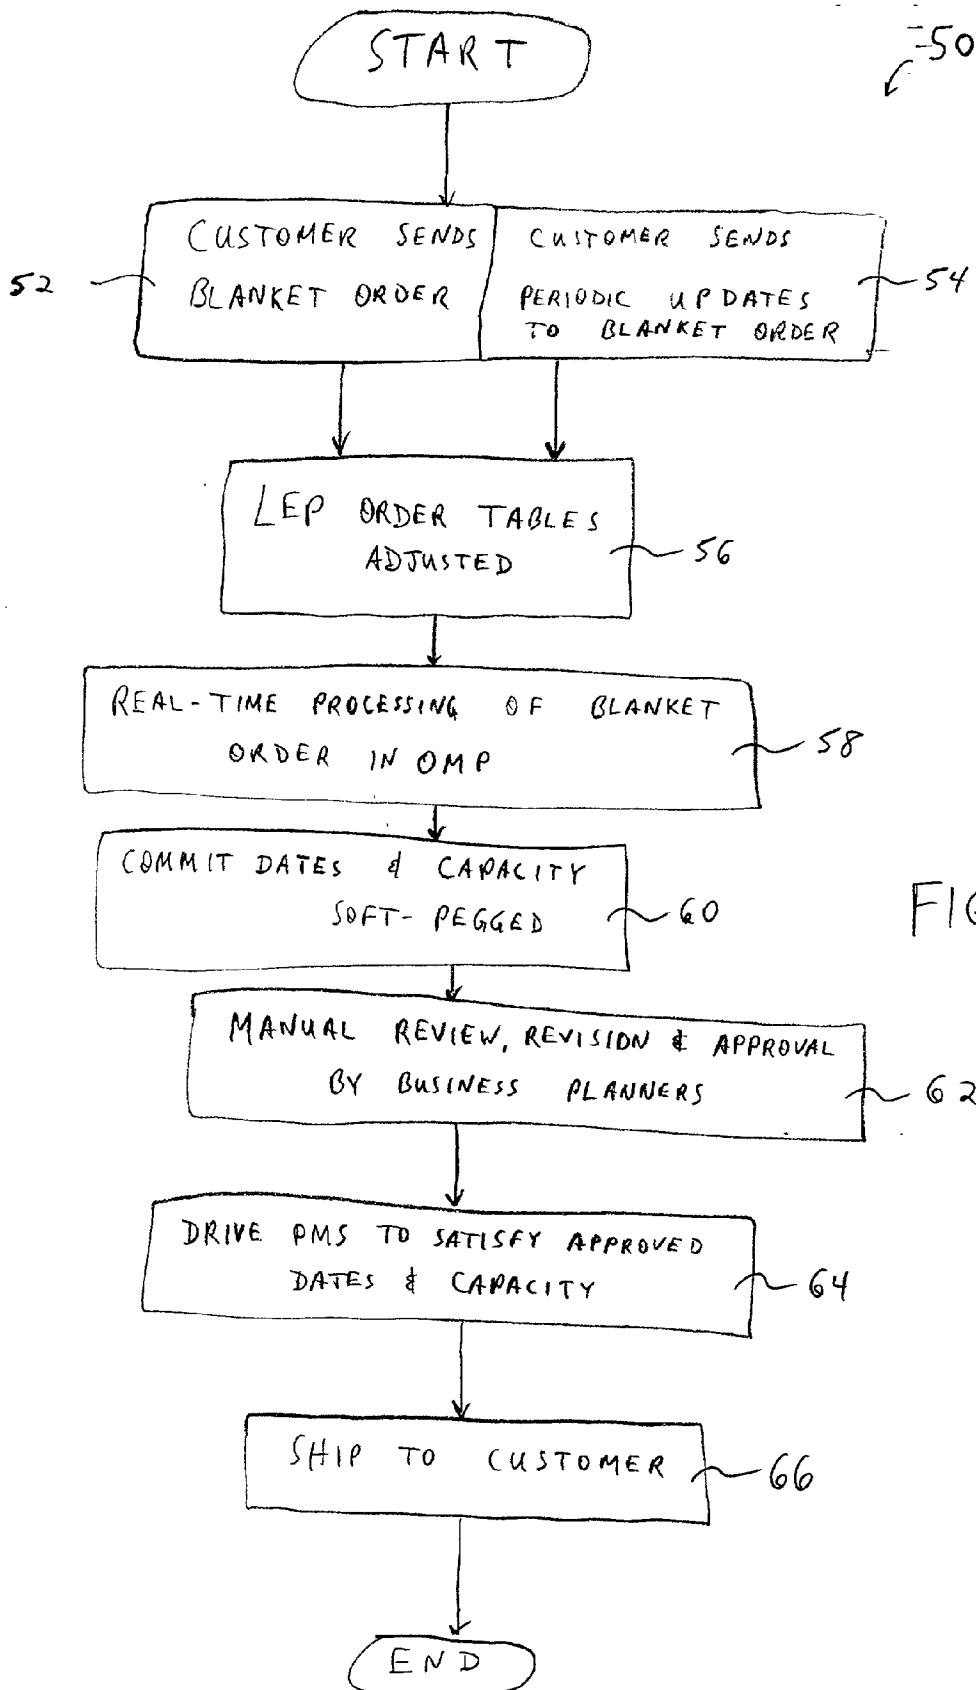 START
50
CUSTOMER SENDS
BLANKET ORDER
52
CUSTOMER SENDS
PERIODIC UPDATES
TO BLANKET ORDER
54
LEP ORDER TABLES
ADJUSTED
56
REAL-TIME PROCESSING OF BLANKET
ORDER IN OMP
58
COMMIT DATES & CAPACITY
SOFT-PEGGED
60
MANUAL REVIEW, REVISION & APPROVAL
BY BUSINESS PLANNERS
62
DRIVE PMS TO SATISFY APPROVED
DATES & CAPACITY
64
SHIP TO CUSTOMER
66
END